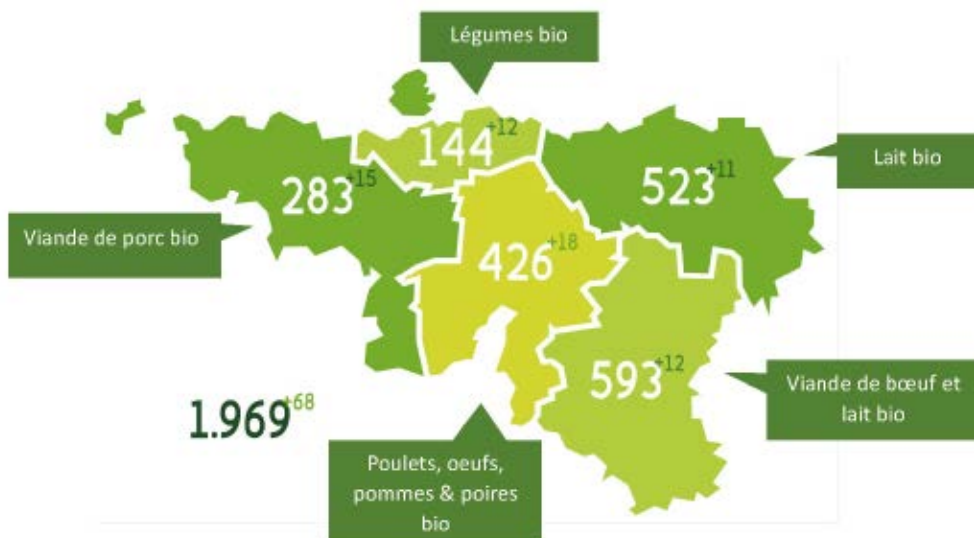 Légumes bio
144 +12
283 +15
523 +11
Lait bio
Viande de porc bio
426 +18
593 +12
Viande de bœuf et
lait bio
1.969 +68
Poulets, oeufs,
pommes & poires
bio